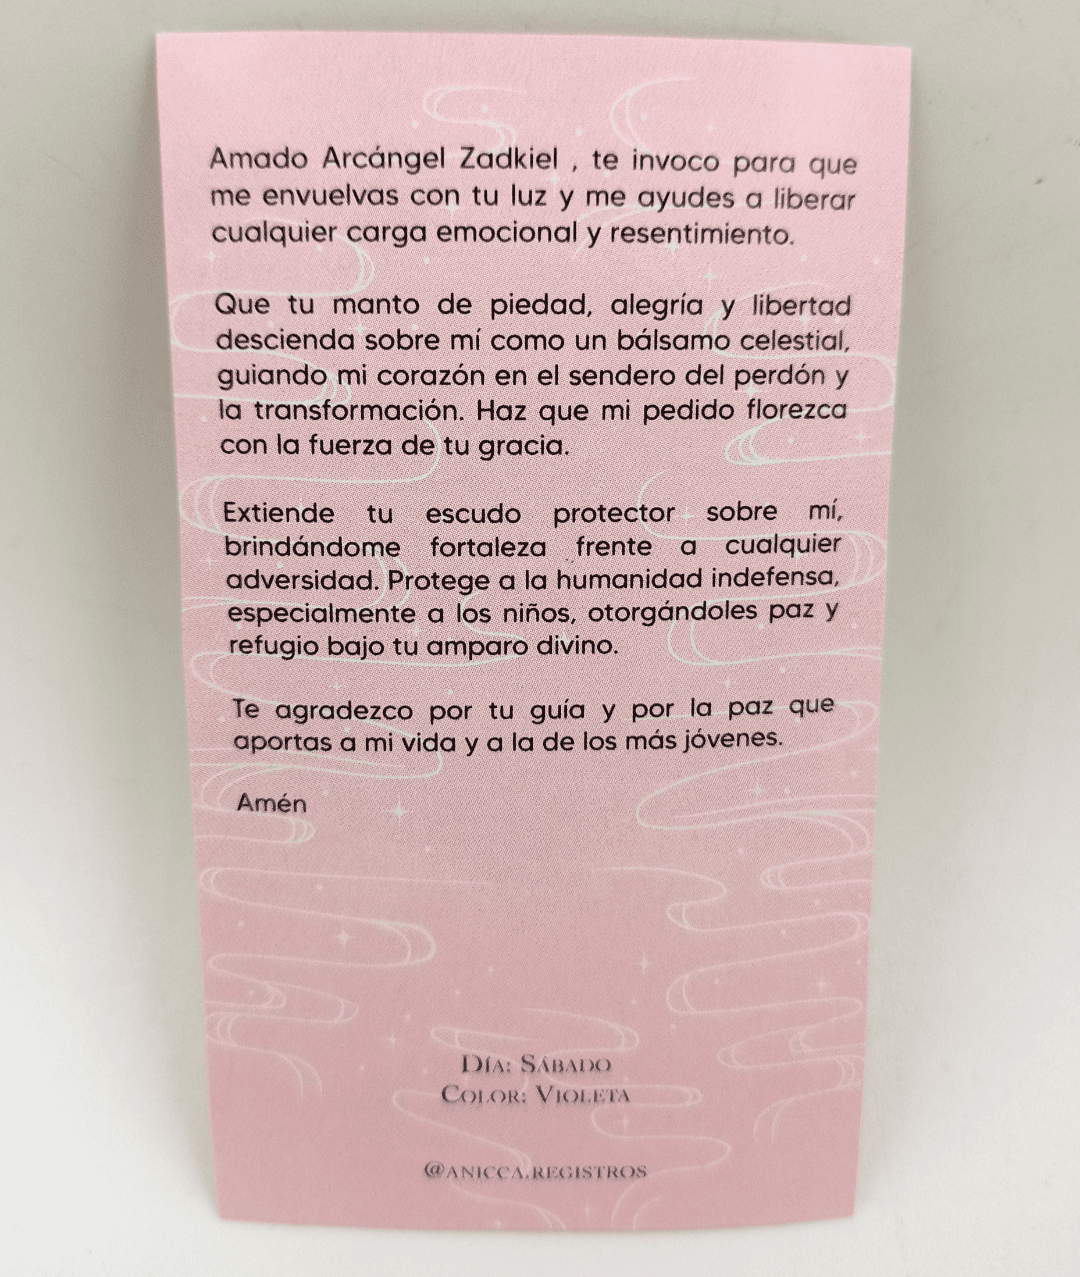 Amado Arcángel Zadkiel , te invoco para que
me envuelvas con tu luz y me ayudes a liberar
cualquier carga emocional y resentimiento.
Que tu manto de piedad, alegría y libertad
descienda sobre mí como un bálsamo celestial,
guiando mi corazón en el sendero del perdón y
la transformación. Haz que mi pedido florezca
con la fuerza de tu gracia.
Extiende tu escudo protector sobre mí,
brindándome fortaleza frente a cualquier
adversidad. Protege a la humanidad indefensa,
especialmente a los niños, otorgándoles paz y
refugio bajo tu amparo divino.
Te agradezco por tu guía y por la paz que
aportas a mi vida y a la de los más jóvenes.
Amén
Día: Sábado
Color: Violeta
@anicca.registros